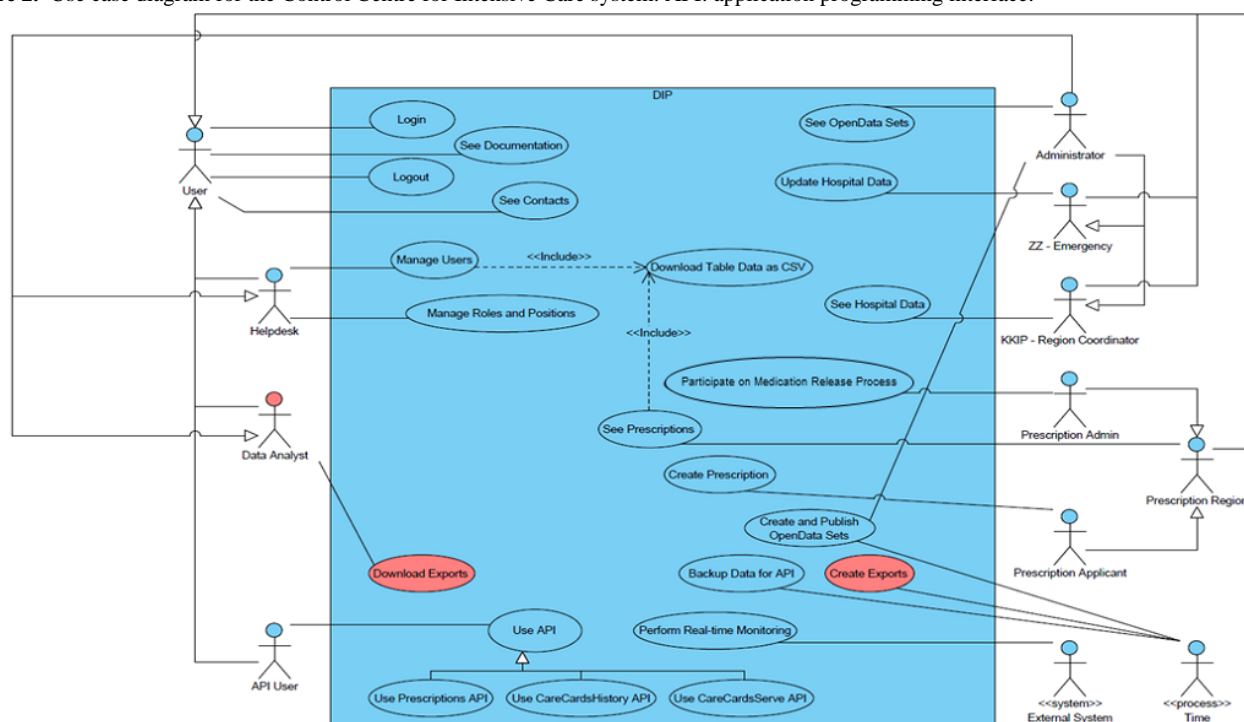 Use case diagram for the Control Centre for Intensive Care system. API: application programming interface.
DIP
Login
See OpenData Sets
See Documentation
Administrator
Logout
Update Hospital Data
User
See Contacts
ZZ - Emergency
Manage Users
<<Include>>
Download Table Data as CSV
See Hospital Data
Manage Roles and Positions
Helpdesk
<<Include>>
KKIP - Region Coordinator
Participate on Medication Release Process
See Prescriptions
Prescription Admin
Data Analyst
Create Prescription
Prescription Region
Create and Publish
OpenData Sets
Download Exports
Backup Data for API
Create Exports
Prescription Applicant
Use API
Perform Real-time Monitoring
API User
Use Prescriptions API
Use CareCardsHistory API
Use CareCardsServe API
<<system>>
External System
<<process>>
Time